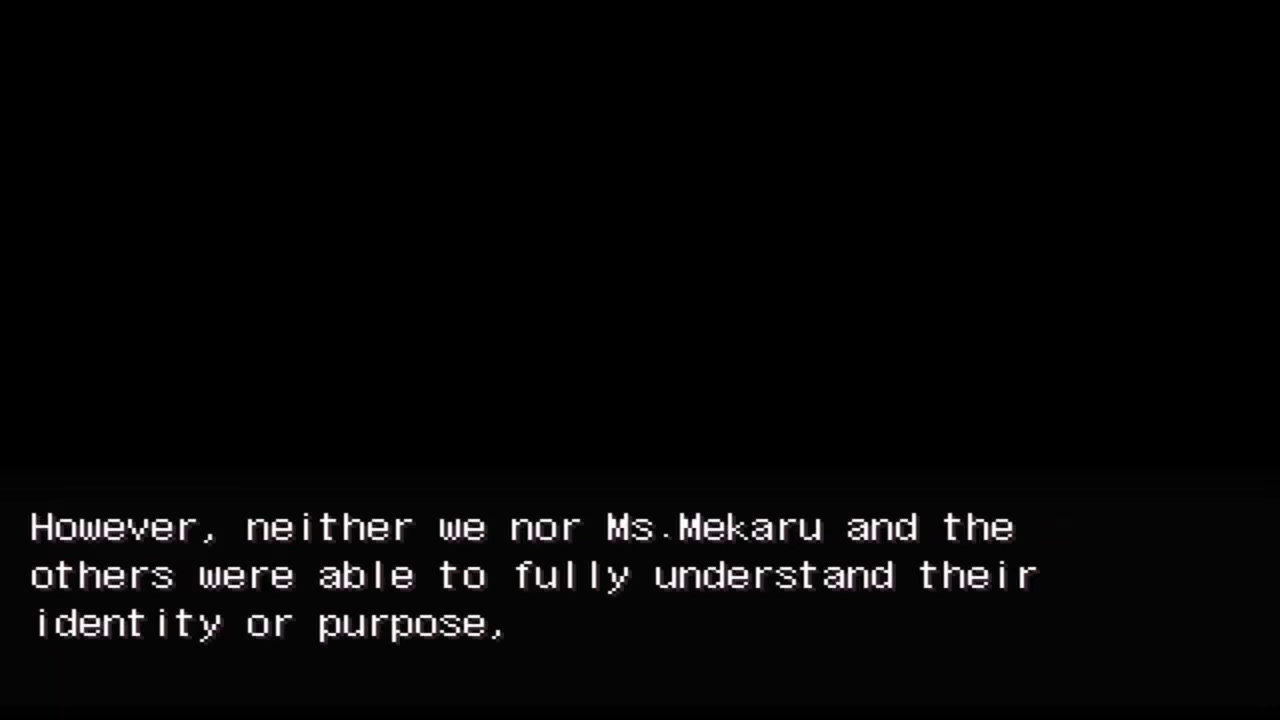 However, neither we nor Ms.Mekaru and the
others were able to fully understand their
identity or purpose,